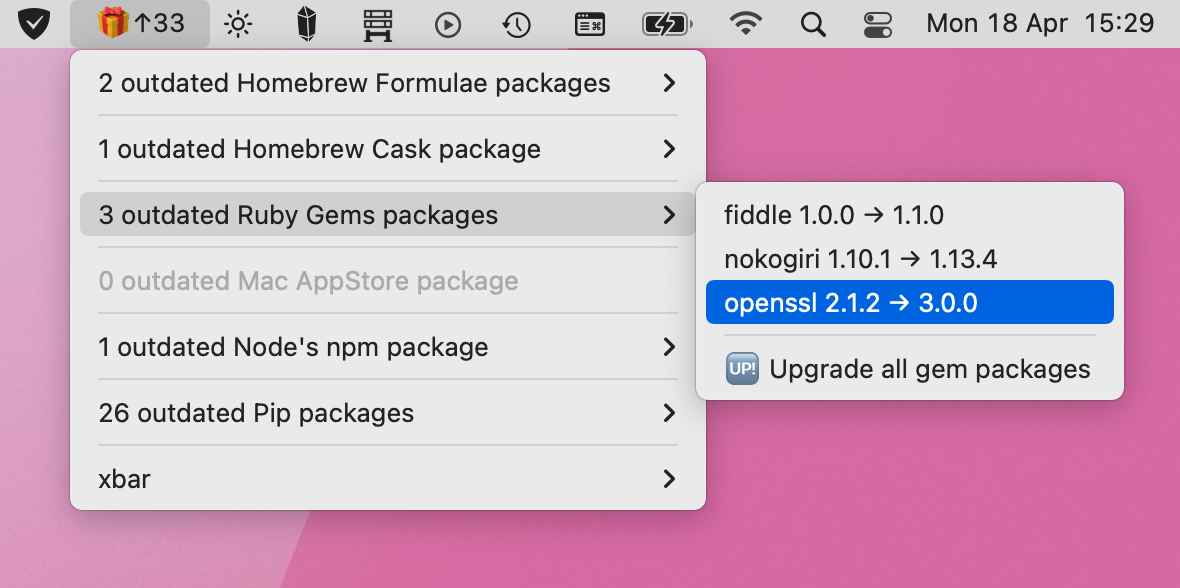 ↑33
Mon 18 Apr 15:29
2 outdated Homebrew Formulae packages
1 outdated Homebrew Cask package
3 outdated Ruby Gems packages
0 outdated Mac AppStore package
1 outdated Node's npm package
26 outdated Pip packages
xbar
fiddle 1.0.0 → 1.1.0
nokogiri 1.10.1 → 1.13.4
openssl 2.1.2 → 3.0.0
UP! Upgrade all gem packages